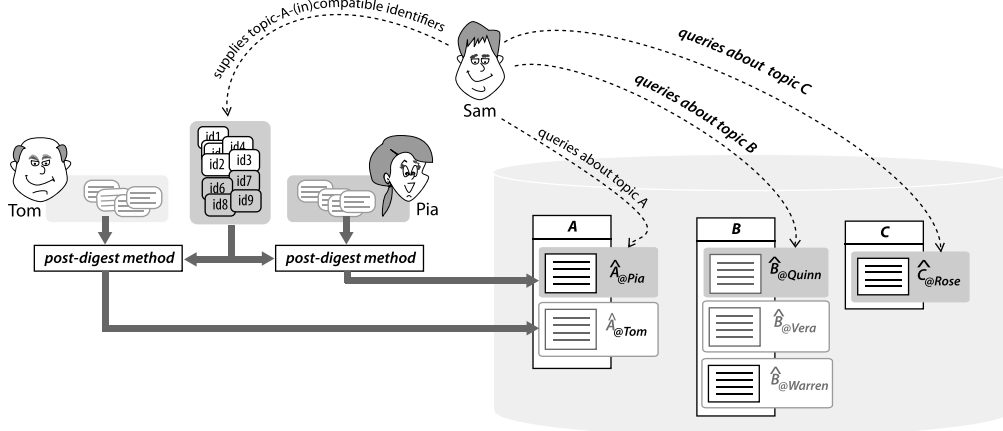 supplies topic-A-(in)compatible identifiers
queries about topic C
queries about topic B
queries about topic A
Sam
Tom
id1
id4
id2
id3
id6
id7
id8
id9
Pia
post-digest method
post-digest method
A
Â@Pia
Â@Tom
B
B̂@Quinn
B̂@Vera
B̂@Warren
C
Ĉ@Rose